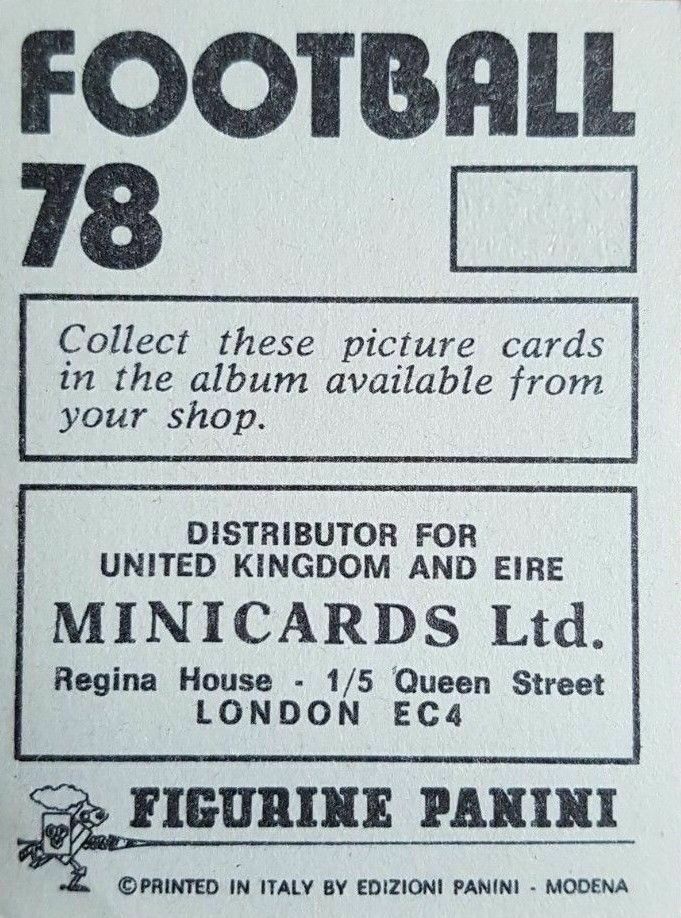 FOOTBALL
78
Collect these picture cards
in the album available from
your shop.
DISTRIBUTOR FOR
UNITED KINGDOM AND EIRE
MINICARDS Ltd.
Regina House - 1/5 Queen Street
LONDON EC4
FIGURINE PANINI
©PRINTED IN ITALY BY EDIZIONI PANINI - MODENA